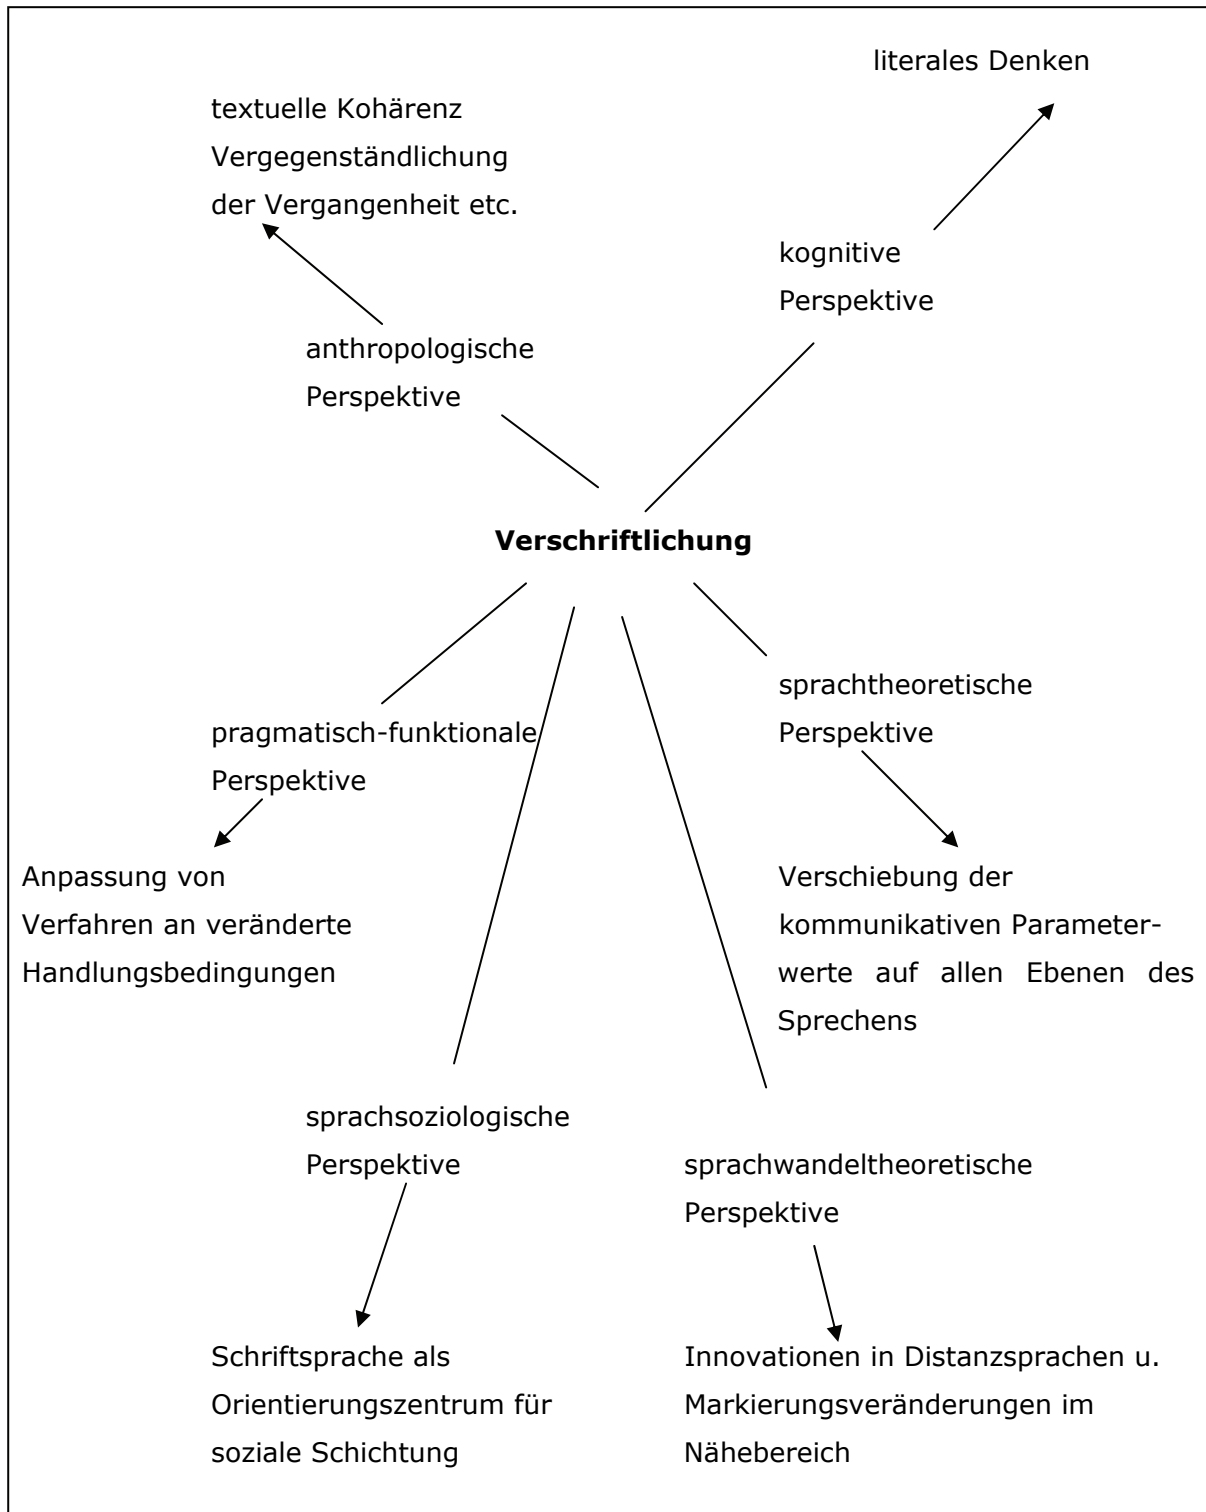 literales Denken
textuelle Kohärenz
Vergegenständlichung
der Vergangenheit etc.
kognitive
Perspektive
anthropologische
Perspektive
Verschriftlichung
sprachtheoretische
Perspektive
pragmatisch-funktionale
Perspektive
Anpassung von
Verfahren an veränderte
Handlungsbedingungen
Verschiebung der
kommunikativen Parameter-
werte auf allen Ebenen des
Sprechens
sprachsoziologische
Perspektive
sprachwandeltheoretische
Perspektive
Schriftsprache als
Orientierungszentrum für
soziale Schichtung
Innovationen in Distanzsprachen u.
Markierungsveränderungen im
Nähebereich